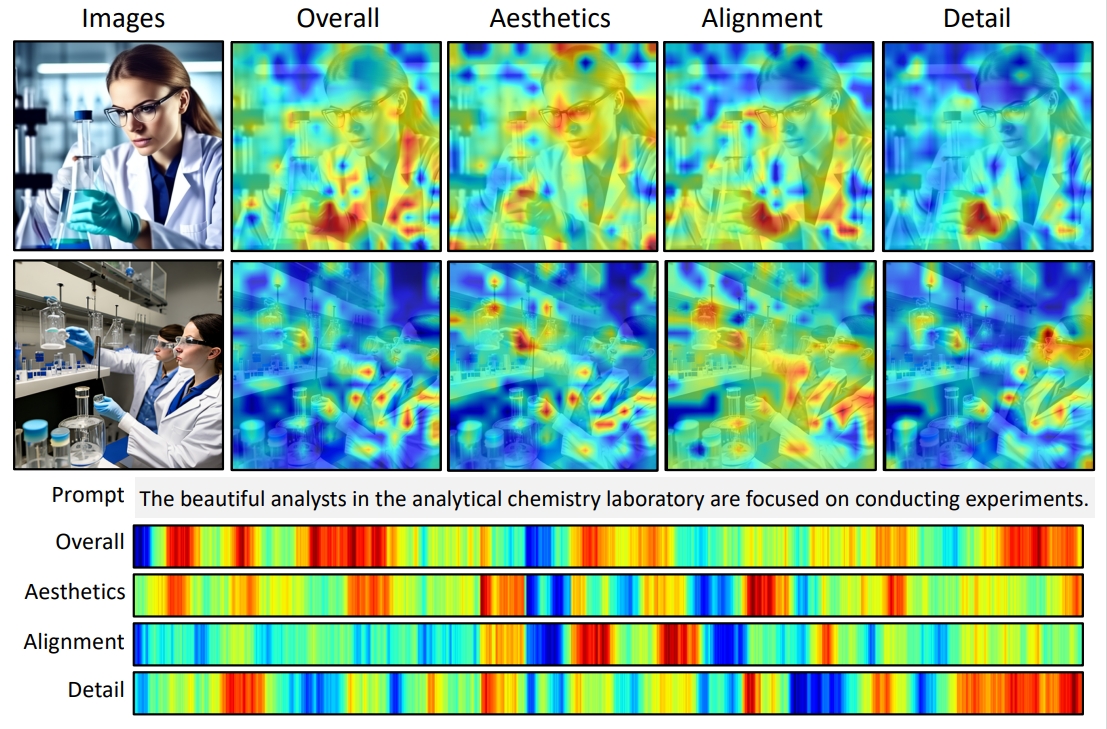 Images Overall Aesthetics Alignment Detail
Prompt The beautiful analysts in the analytical chemistry laboratory are focused on conducting experiments.
Overall
Aesthetics
Alignment
Detail